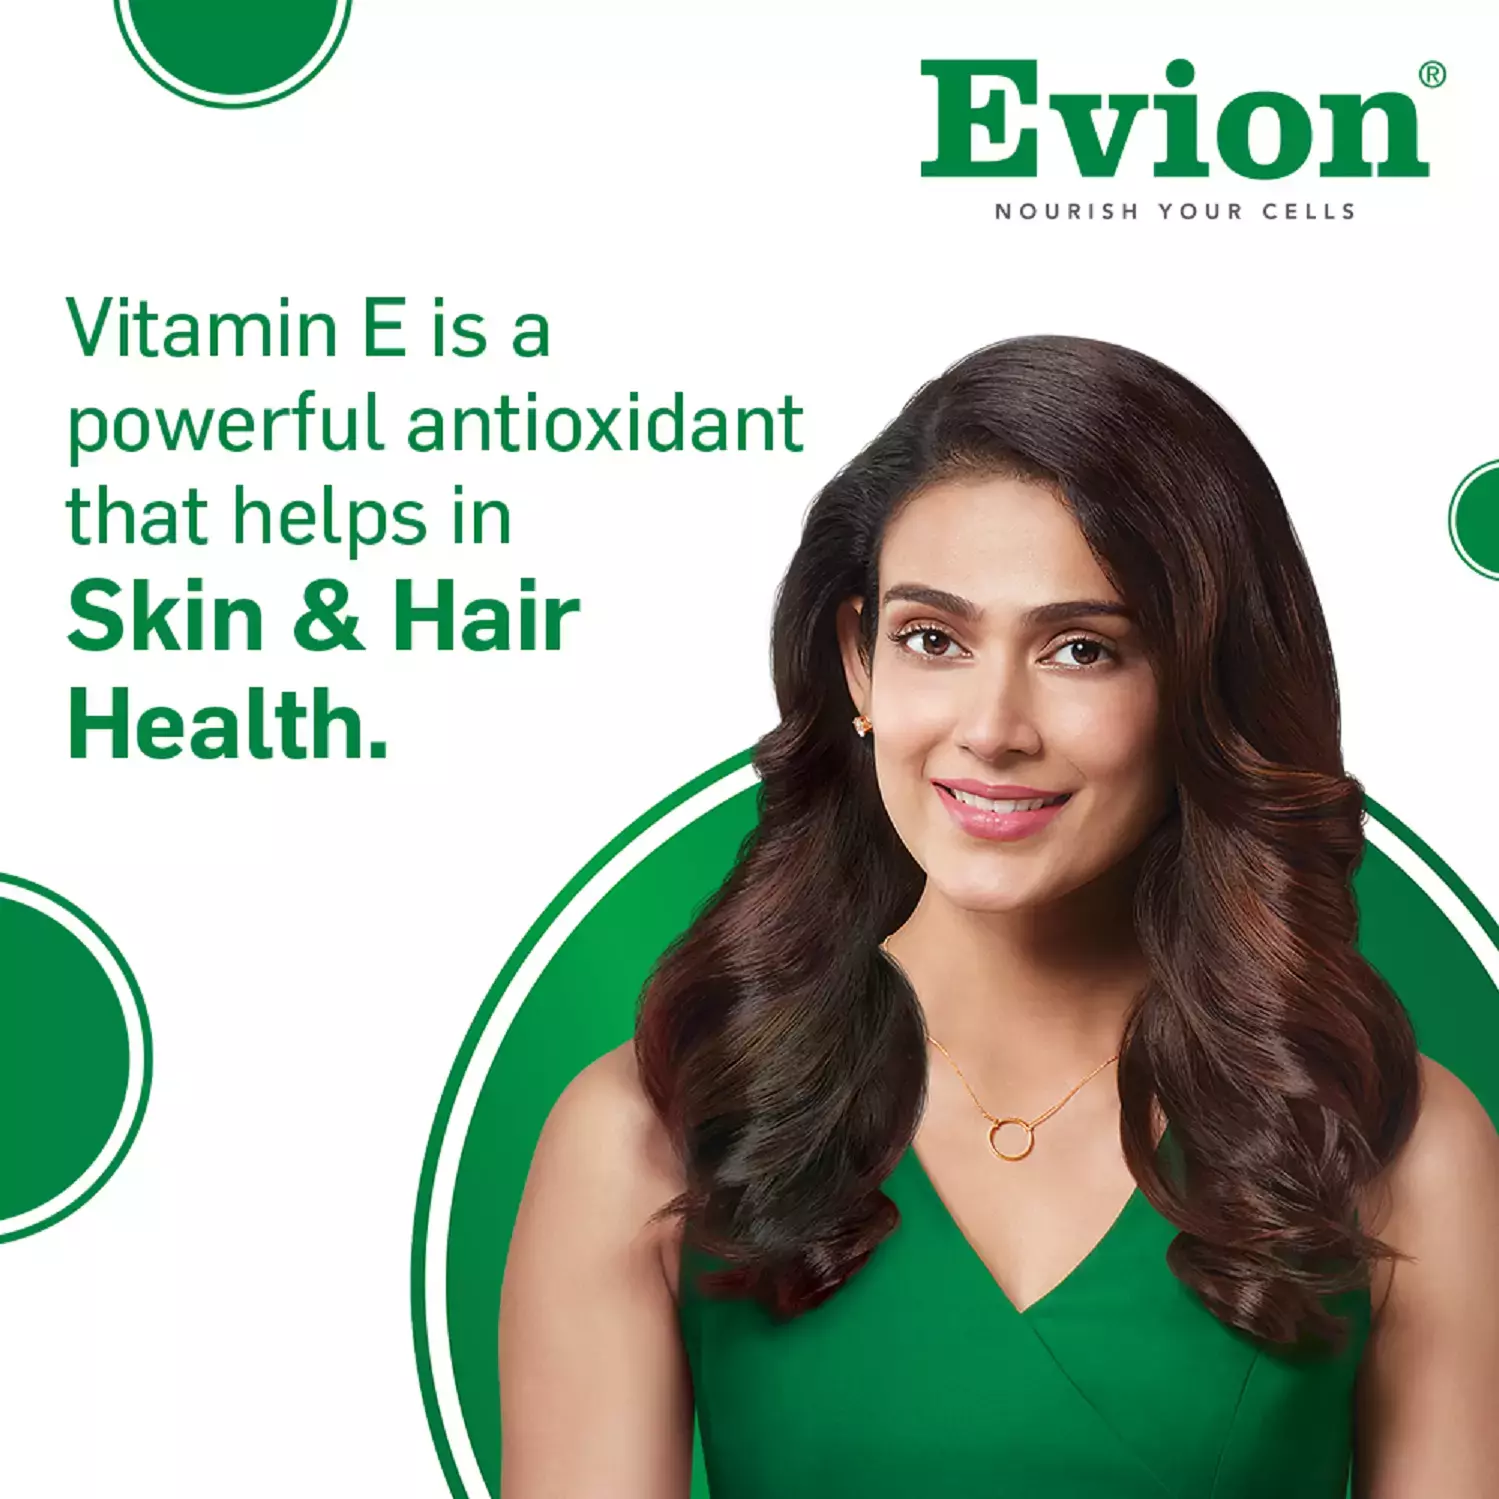 Evion®
NOURISH YOUR CELLS
Vitamin E is a
powerful antioxidant
that helps in
Skin & Hair
Health.